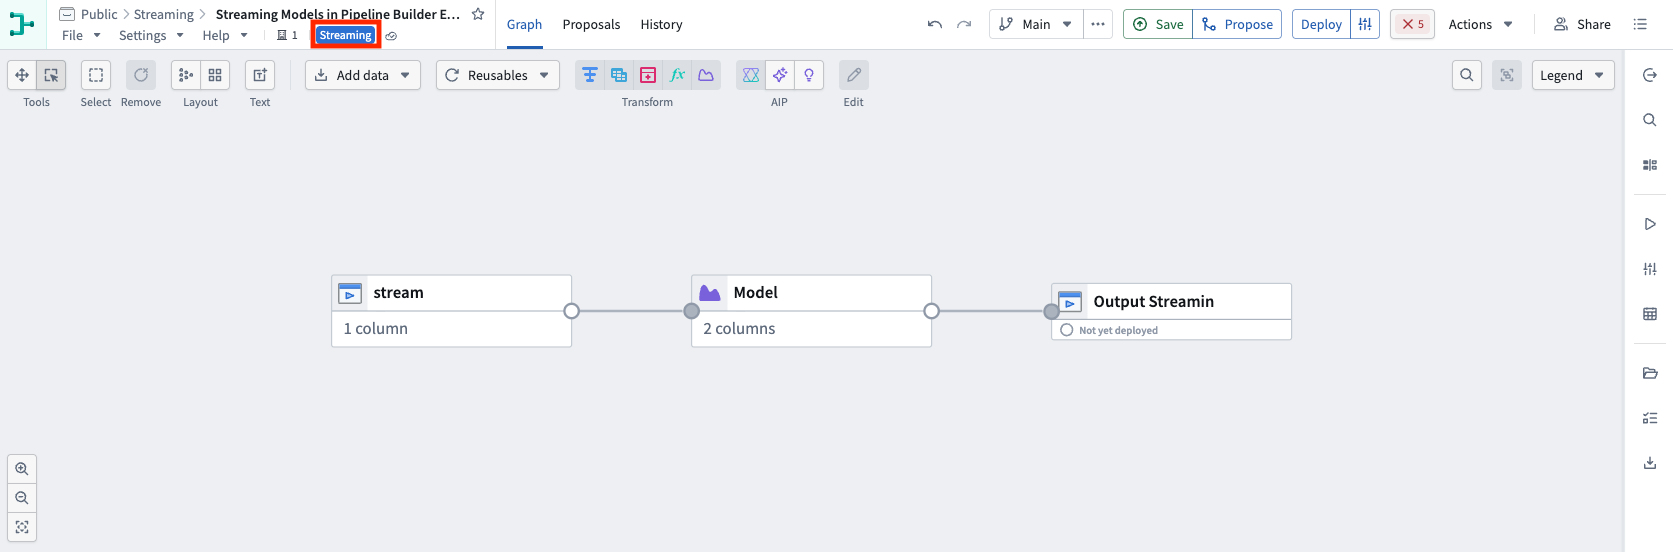 Public > Streaming > Streaming Models in Pipeline Builder E...
File Settings Help 1 Streaming
Graph Proposals History
Main
Save Propose Deploy 5 Actions Share
Add data Reusables Legend
Tools Select Remove Layout Text Transform AIP Edit
stream
1 column
Model
2 columns
Output Streamin
Not yet deployed